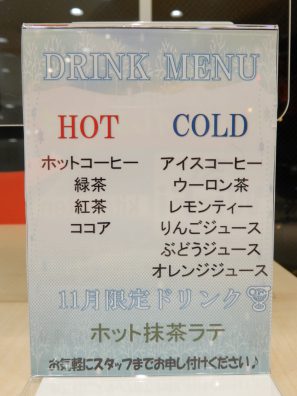 DRINK MENU
HOT COLD
ホットコーヒー アイスコーヒー
緑茶 ウーロン茶
紅茶 レモンティー
ココア りんごジュース
ぶどうジュース
オレンジジュース
11月限定ドリンク
ホット抹茶ラテ
お気軽にスタッフまでお申し付けください♪